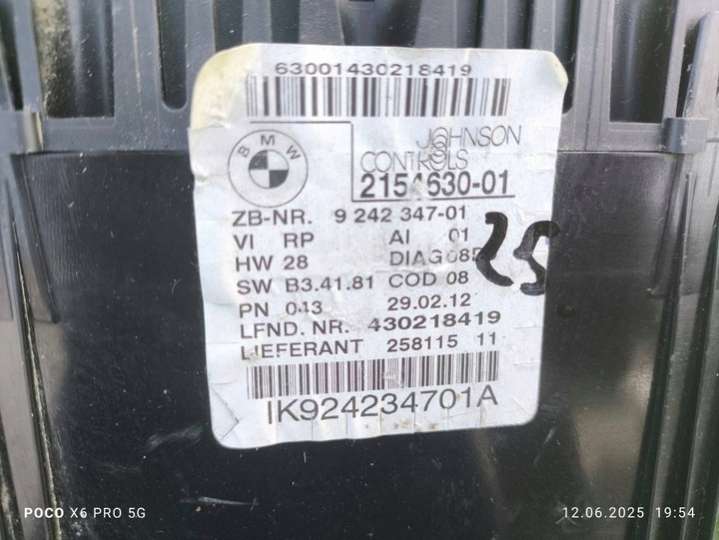 63001430218419
BMW
JOHNSON
CONTROLS
2154630-01
ZB-NR. 9 242 347-01
VI RP AI 01
HW 28 DIAG 08
SW B3.41.81 COD 08
PN 043 29.02.12
LFND. NR. 430218419
LIEFERANT 258115 11
IK924234701A
POCO X6 PRO 5G
12.06.2025 19:54